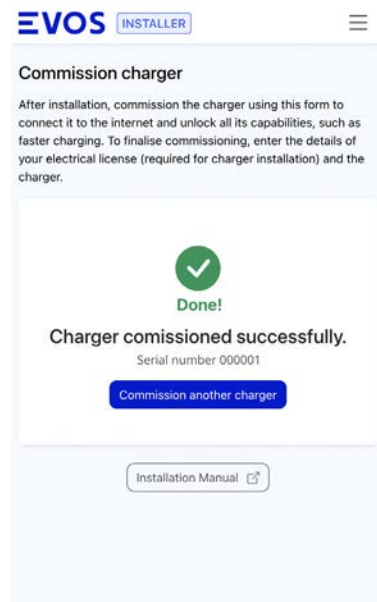 EVOS INSTALLER
Commission charger
After installation, commission the charger using this form to
connect it to the internet and unlock all its capabilities, such as
faster charging. To finalise commissioning, enter the details of
your electrical license (required for charger installation) and the
charger.
Done!
Charger comissioned successfully.
Serial number 000001
Commission another charger
Installation Manual